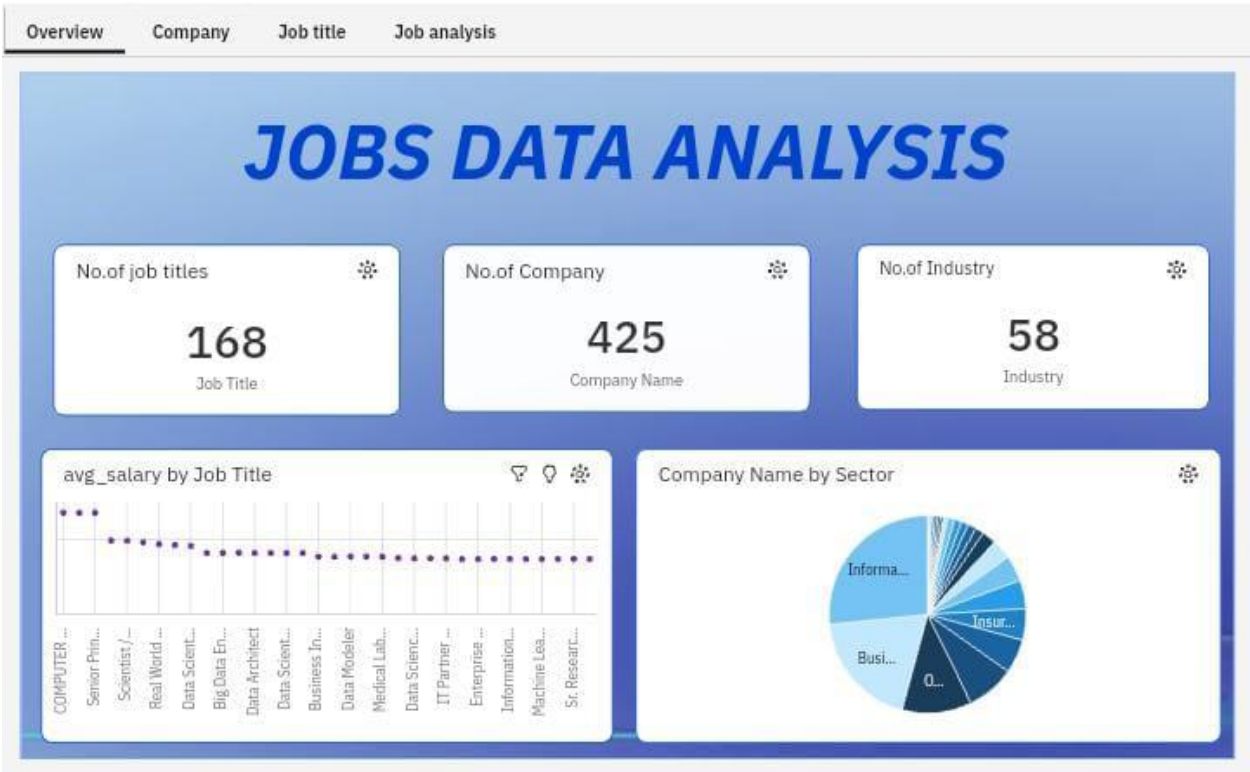 Overview
Company
Job title
Job analysis
JOBS DATA ANALYSIS
No.of job titles
168
Job Title
No.of Company
425
Company Name
No.of Industry
58
Industry
avg_salary by Job Title
COMPUTER ...
Senior Prin...
Scientist /...
Real World ...
Data Scient...
Big Data En...
Data Architect
Data Scient...
Business In...
Data Modeler
Medical Lab...
Data Scienc...
IT Partner ...
Enterprise ...
Information...
Machine Lea...
Sr. Researc...
Company Name by Sector
Informa...
Insur...
Busi...
O...